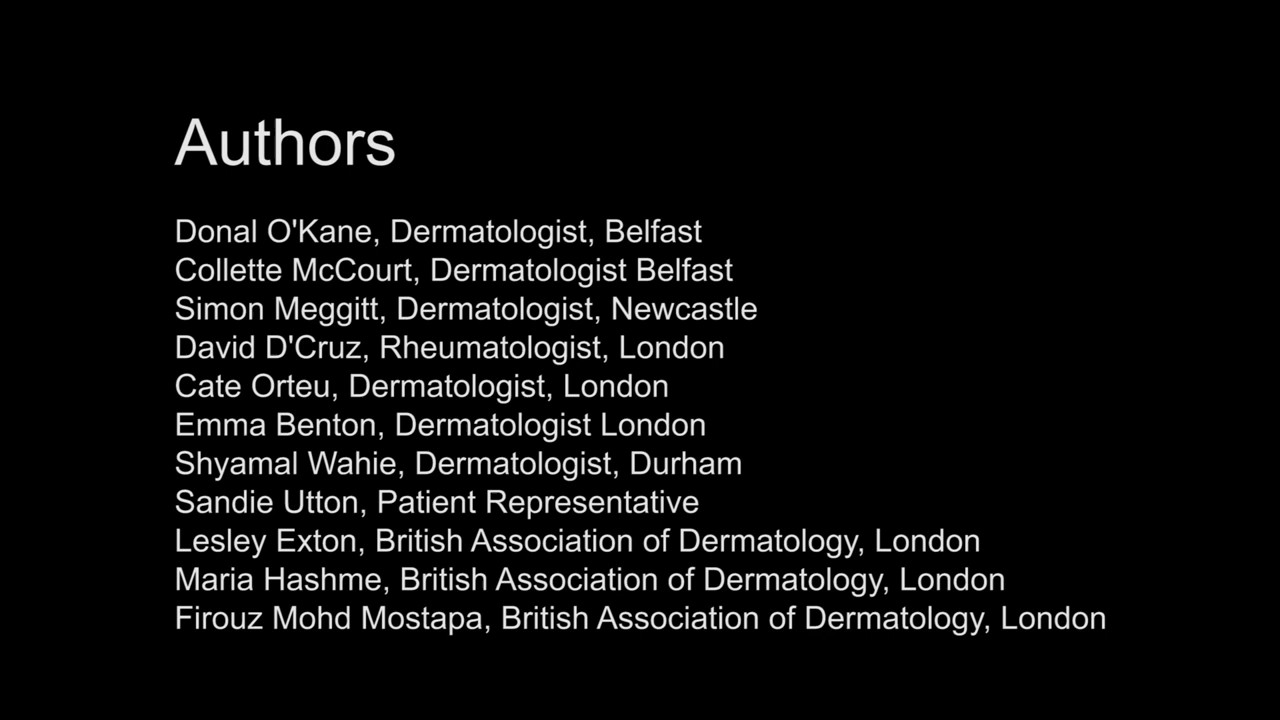 Authors
Donal O'Kane, Dermatologist, Belfast
Collette McCourt, Dermatologist Belfast
Simon Meggitt, Dermatologist, Newcastle
David D'Cruz, Rheumatologist, London
Cate Orteu, Dermatologist, London
Emma Benton, Dermatologist London
Shyamal Wahie, Dermatologist, Durham
Sandie Utton, Patient Representative
Lesley Exton, British Association of Dermatology, London
Maria Hashme, British Association of Dermatology, London
Firouz Mohd Mostapa, British Association of Dermatology, London